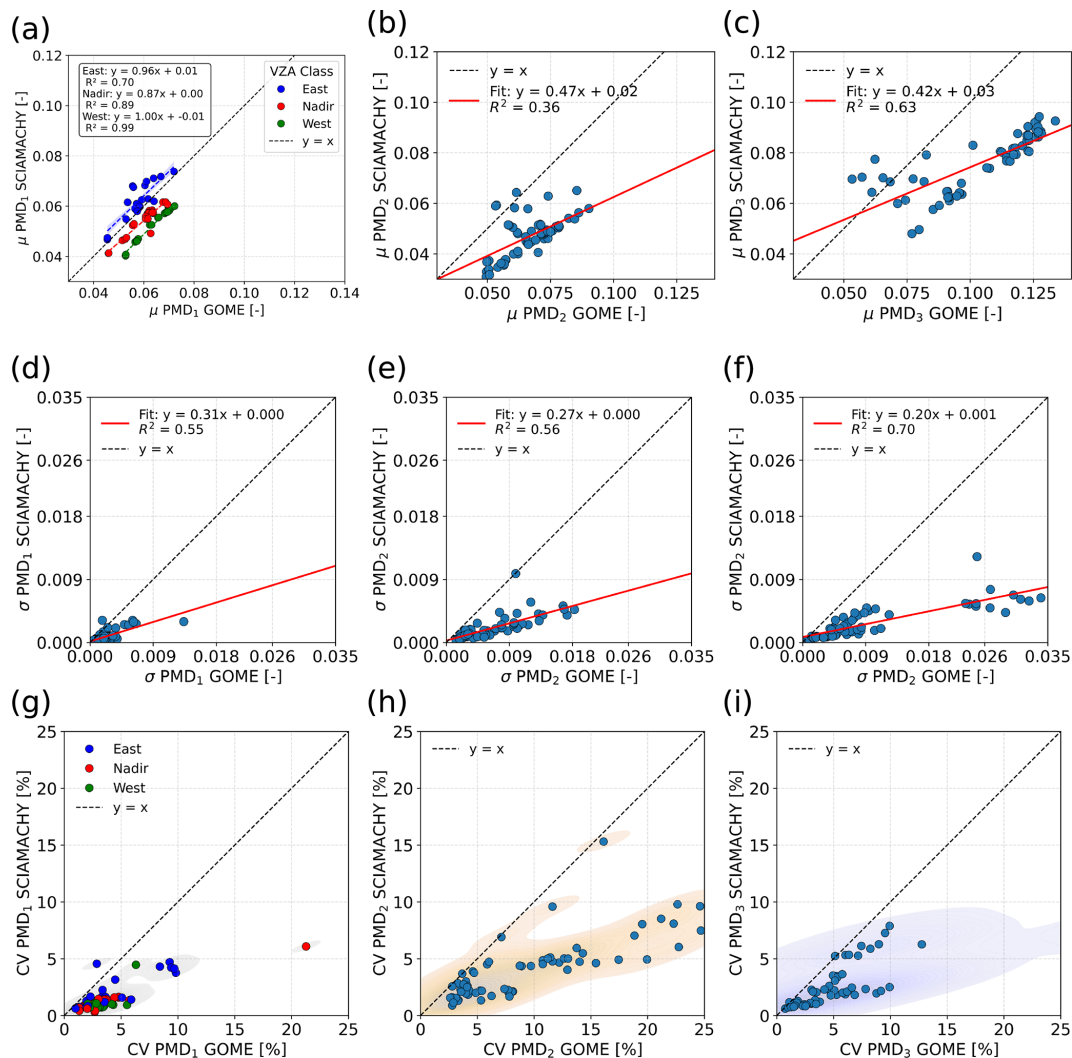 (a)
0.12
0.10
0.08
0.06
0.04
0.04
0.06
0.08
0.10
0.12
0.14
μ PMD₁ SCIAMACHY [-]
μ PMD₁ GOME [-]
East: y = 0.96x + 0.01
R² = 0.70
Nadir: y = 0.87x + 0.00
R² = 0.89
West: y = 1.00x + -0.01
R² = 0.99
VZA Class
East
Nadir
West
y = x
(b)
0.12
0.10
0.08
0.06
0.04
0.050
0.075
0.100
0.125
μ PMD₂ SCIAMACHY [-]
μ PMD₂ GOME [-]
y = x
Fit: y = 0.47x + 0.02
R² = 0.36
(c)
0.12
0.10
0.08
0.06
0.04
0.050
0.075
0.100
0.125
μ PMD₃ SCIAMACHY [-]
μ PMD₃ GOME [-]
y = x
Fit: y = 0.42x + 0.03
R² = 0.63
(d)
0.035
0.026
0.018
0.009
0.000
0.000
0.009
0.018
0.026
0.035
σ PMD₁ SCIAMACHY [-]
σ PMD₁ GOME [-]
Fit: y = 0.31x + 0.000
R² = 0.55
y = x
(e)
0.035
0.026
0.018
0.009
0.000
0.000
0.009
0.018
0.026
0.035
σ PMD₂ SCIAMACHY [-]
σ PMD₂ GOME [-]
Fit: y = 0.27x + 0.000
R² = 0.56
y = x
(f)
0.035
0.026
0.018
0.009
0.000
0.000
0.009
0.018
0.026
0.035
σ PMD₂ SCIAMACHY [-]
σ PMD₂ GOME [-]
Fit: y = 0.20x + 0.001
R² = 0.70
y = x
(g)
25
20
15
10
5
0
0
5
10
15
20
25
CV PMD₁ SCIAMACHY [%]
CV PMD₁ GOME [%]
East
Nadir
West
y = x
(h)
25
20
15
10
5
0
0
5
10
15
20
25
CV PMD₂ SCIAMACHY [%]
CV PMD₂ GOME [%]
y = x
(i)
25
20
15
10
5
0
0
5
10
15
20
25
CV PMD₃ SCIAMACHY [%]
CV PMD₃ GOME [%]
y = x